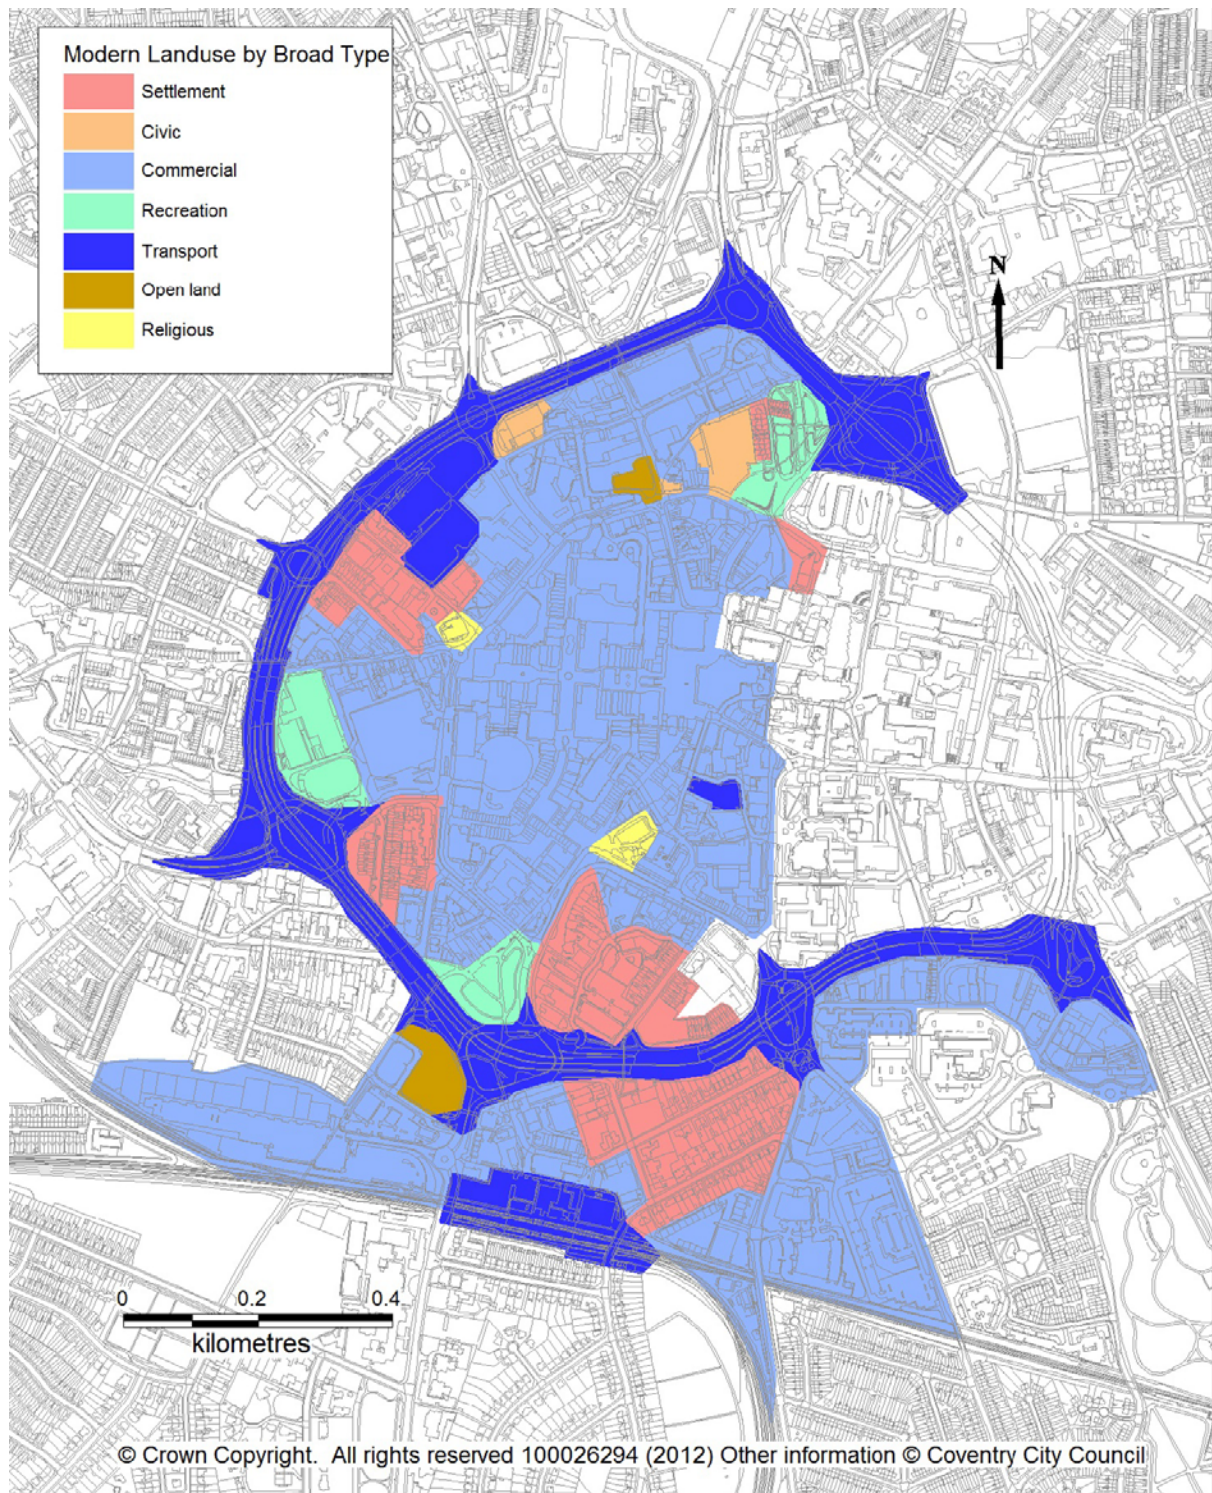 Modern Landuse by Broad Type
Settlement
Civic
Commercial
Recreation
Transport
Open land
Religious
N
0 0.2 0.4
kilometres
© Crown Copyright. All rights reserved 100026294 (2012) Other information © Coventry City Council